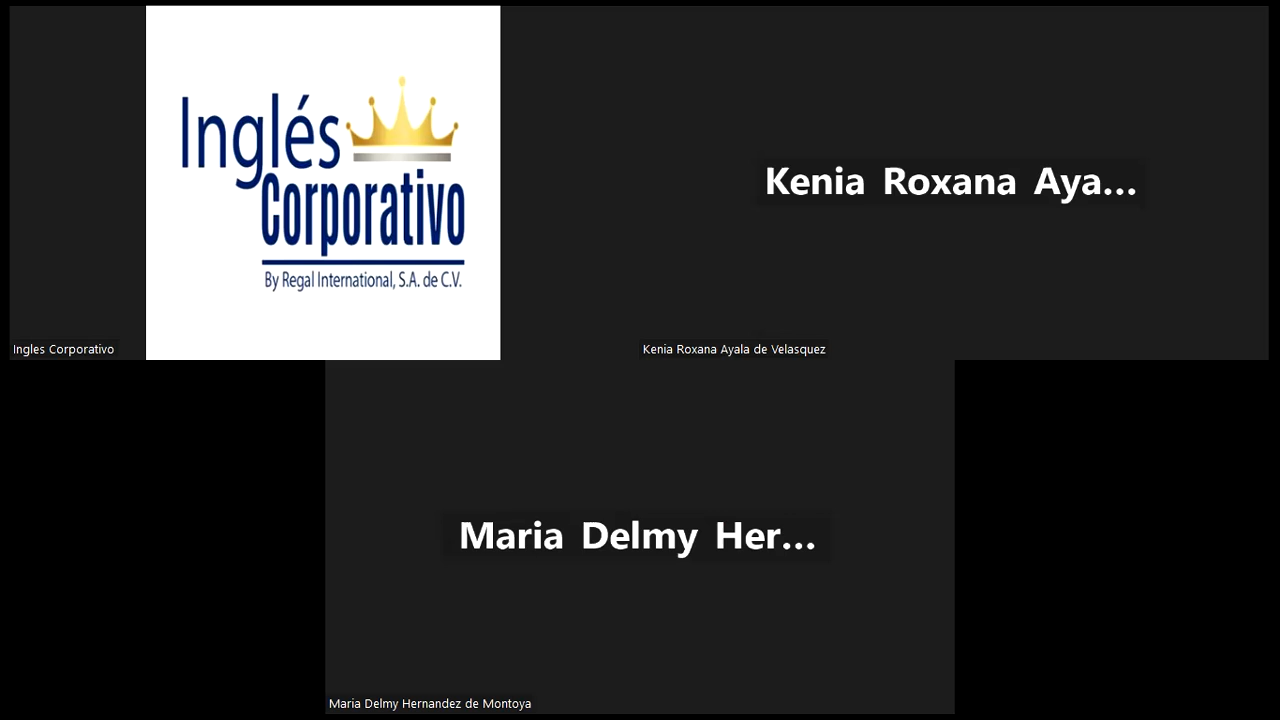 Inglés
Corporativo
By Regal International, S.A. de C.V.
Kenia Roxana Aya...
Ingles Corporativo
Kenia Roxana Ayala de Velasquez
Maria Delmy Her...
Maria Delmy Hernandez de Montoya